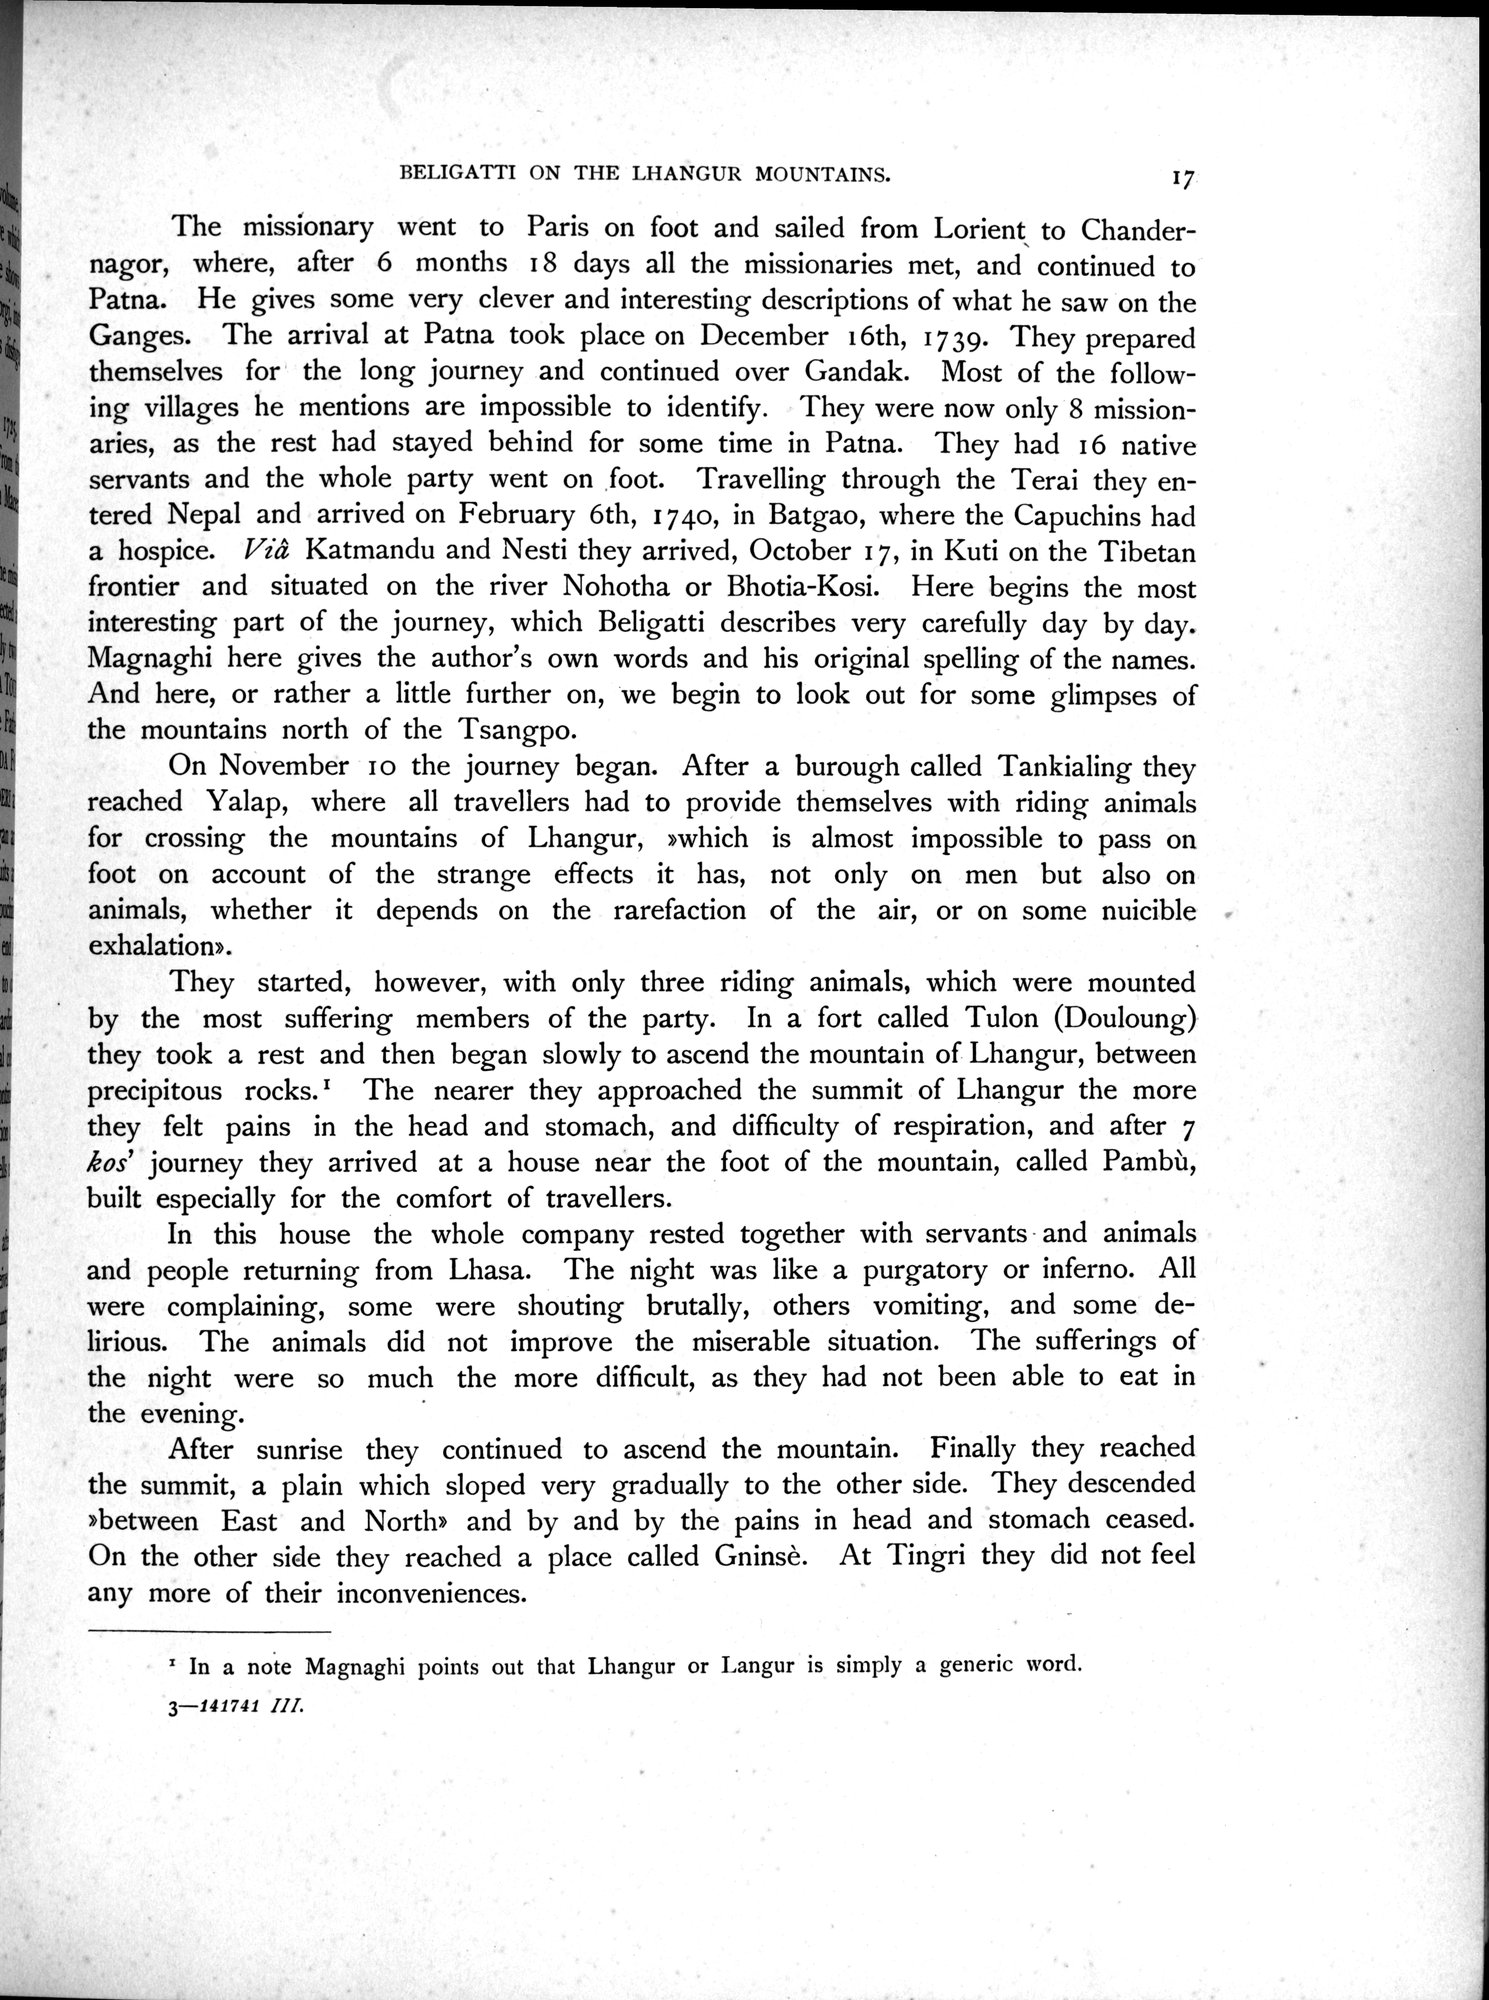 BELIGATTI ON THE LHANGUR MOUNTAINS.
17
The missionary went to Paris on foot and sailed from Lorient to Chander-
nagor, where, after 6 months 18 days all the missionaries met, and continued to
Patna. He gives some very clever and interesting descriptions of what he saw on the
Ganges. The arrival at Patna took place on December 16th, 1739. They prepared
themselves for the long journey and continued over Gandak. Most of the follow-
ing villages he mentions are impossible to identify. They were now only 8 mission-
aries, as the rest had stayed behind for some time in Patna. They had 16 native
servants and the whole party went on foot. Travelling through the Terai they en-
tered Nepal and arrived on February 6th, 1740, in Batgao, where the Capuchins had
a hospice. Viâ Katmandu and Nesti they arrived, October 17, in Kuti on the Tibetan
frontier and situated on the river Nohotha or Bhotia-Kosi. Here begins the most
interesting part of the journey, which Beligatti describes very carefully day by day.
Magnaghi here gives the author's own words and his original spelling of the names.
And here, or rather a little further on, we begin to look out for some glimpses of
the mountains north of the Tsangpo.
On November 10 the journey began. After a burough called Tankialing they
reached Yalap, where all travellers had to provide themselves with riding animals
for crossing the mountains of Lhangur, »which is almost impossible to pass on
foot on account of the strange effects it has, not only on men but also on
animals, whether it depends on the rarefaction of the air, or on some nuicible
exhalation».
They started, however, with only three riding animals, which were mounted
by the most suffering members of the party. In a fort called Tulon (Douloung)
they took a rest and then began slowly to ascend the mountain of Lhangur, between
precipitous rocks.¹ The nearer they approached the summit of Lhangur the more
they felt pains in the head and stomach, and difficulty of respiration, and after 7
kos' journey they arrived at a house near the foot of the mountain, called Pambù,
built especially for the comfort of travellers.
In this house the whole company rested together with servants and animals
and people returning from Lhasa. The night was like a purgatory or inferno. All
were complaining, some were shouting brutally, others vomiting, and some de-
lirious. The animals did not improve the miserable situation. The sufferings of
the night were so much the more difficult, as they had not been able to eat in
the evening.
After sunrise they continued to ascend the mountain. Finally they reached
the summit, a plain which sloped very gradually to the other side. They descended
»between East and North» and by and by the pains in head and stomach ceased.
On the other side they reached a place called Gninsè. At Tingri they did not feel
any more of their inconveniences.
¹ In a note Magnaghi points out that Lhangur or Langur is simply a generic word.
3—141741 III.